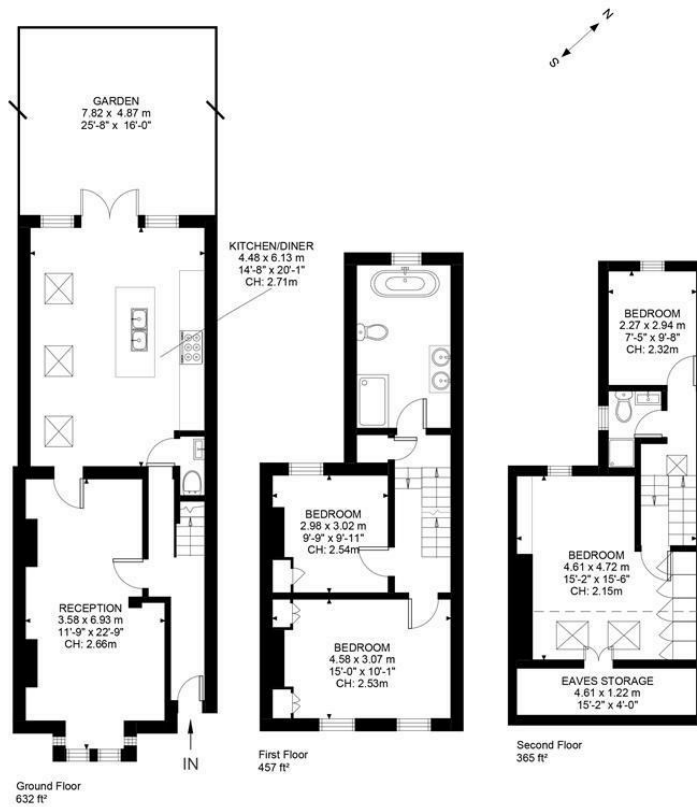 N
S
GARDEN
7.82 x 4.87 m
25'-8" x 16'-0"
KITCHEN/DINER
4.48 x 6.13 m
14'-8" x 20'-1"
CH: 2.71m
RECEPTION
3.58 x 6.93 m
11'-9" x 22'-9"
CH: 2.66m
IN
Ground Floor
632 ft²
BEDROOM
2.98 x 3.02 m
9'-9" x 9'-11"
CH: 2.54m
BEDROOM
4.58 x 3.07 m
15'-0" x 10'-1"
CH: 2.53m
First Floor
457 ft²
BEDROOM
2.27 x 2.94 m
7'-5" x 9'-8"
CH: 2.32m
BEDROOM
4.61 x 4.72 m
15'-2" x 15'-6"
CH: 2.15m
EAVES STORAGE
4.61 x 1.22 m
15'-2" x 4'-0"
Second Floor
365 ft²